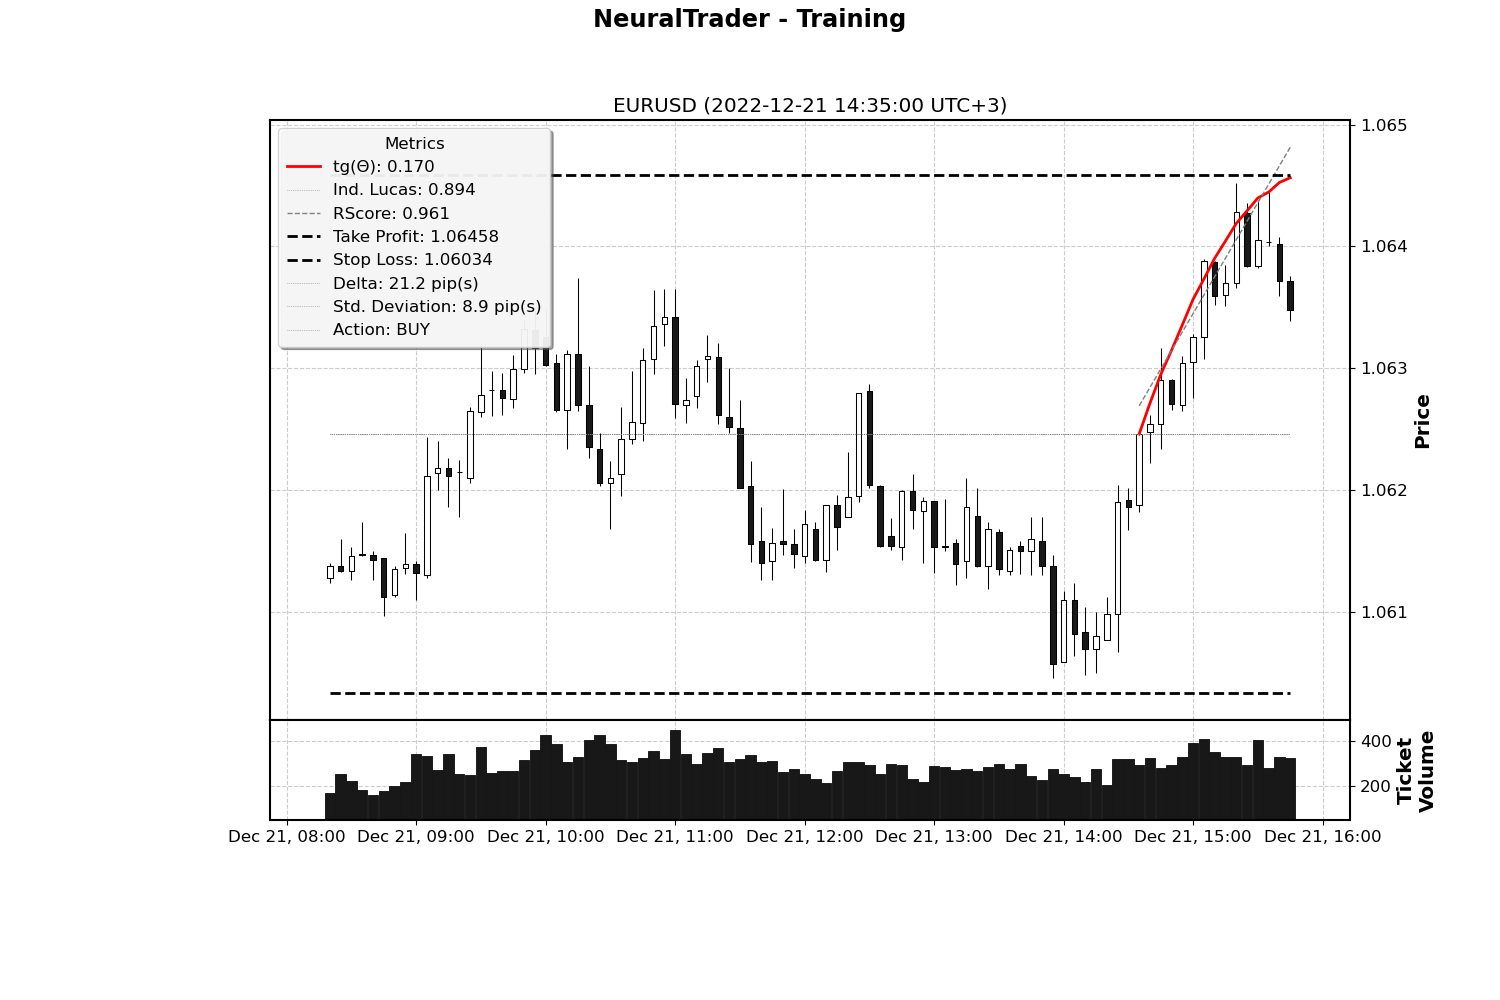 NeuralTrader - Training
EURUSD (2022-12-21 14:35:00 UTC+3)
Metrics
tg(Θ): 0.170
Ind. Lucas: 0.894
RScore: 0.961
Take Profit: 1.06458
Stop Loss: 1.06034
Delta: 21.2 pip(s)
Std. Deviation: 8.9 pip(s)
Action: BUY
1.065
1.064
1.063
1.062
1.061
Price
400
200
Ticket
Volume
Dec 21, 08:00
Dec 21, 09:00
Dec 21, 10:00
Dec 21, 11:00
Dec 21, 12:00
Dec 21, 13:00
Dec 21, 14:00
Dec 21, 15:00
Dec 21, 16:00